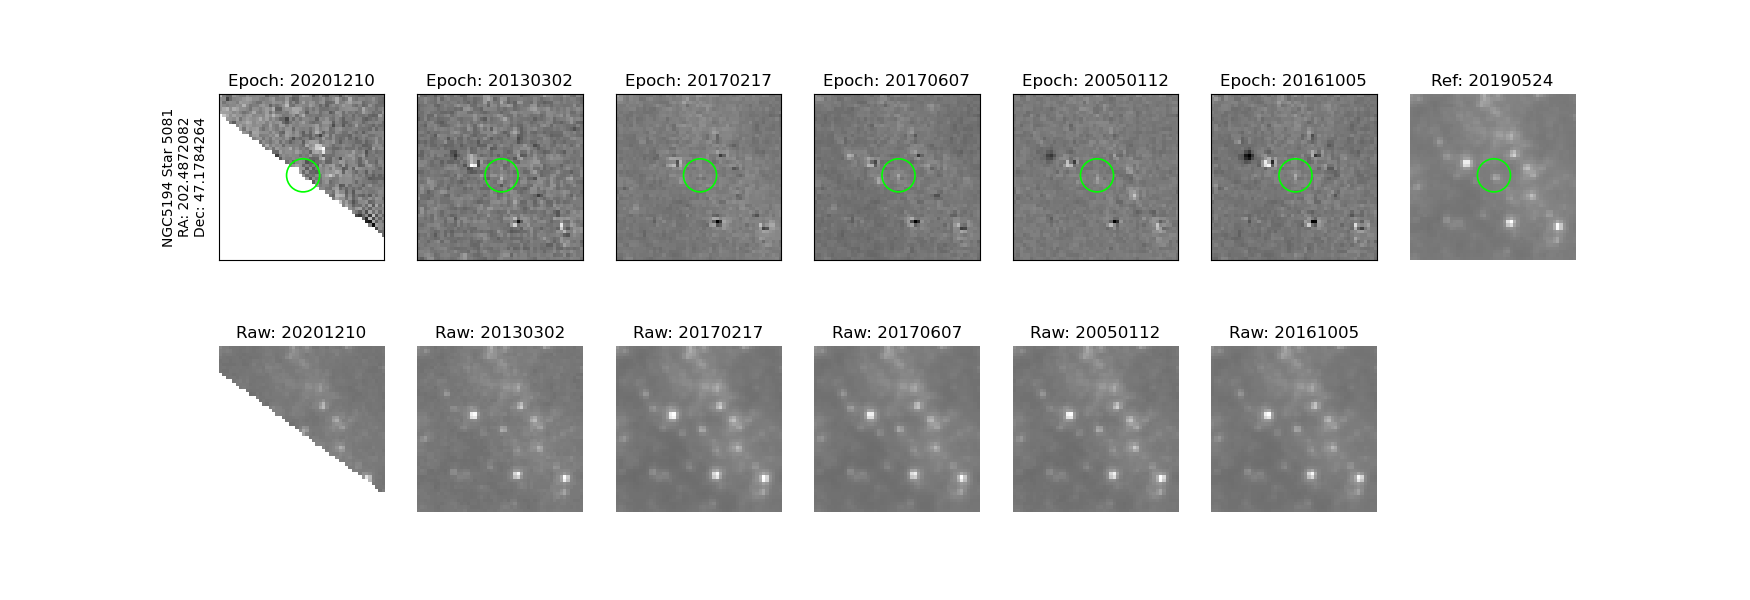 Epoch: 20201210
Epoch: 20130302
Epoch: 20170217
Epoch: 20170607
Epoch: 20050112
Epoch: 20161005
Ref: 20190524
NGC5194 Star 5081
RA: 202.4872082
Dec: 47.1784264
Raw: 20201210
Raw: 20130302
Raw: 20170217
Raw: 20170607
Raw: 20050112
Raw: 20161005